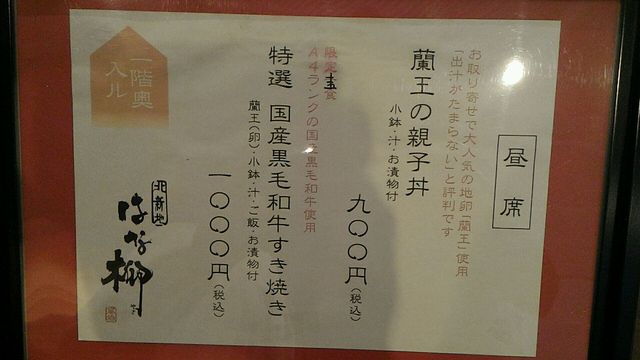 昼席
お取り寄せで大人気の地卵「蘭王」使用
「出汁がたまらない」と評判です
蘭王の親子丼
小鉢・汁・お漬物付
九〇〇円(税込)
限定 食
A4ランクの国産黒毛和牛使用
特選 国産黒毛和牛すき焼き
蘭王(卵)・小鉢・汁・ご飯・お漬物付
一〇〇〇円(税込)
一階奥
入ル
北新地
はな柳